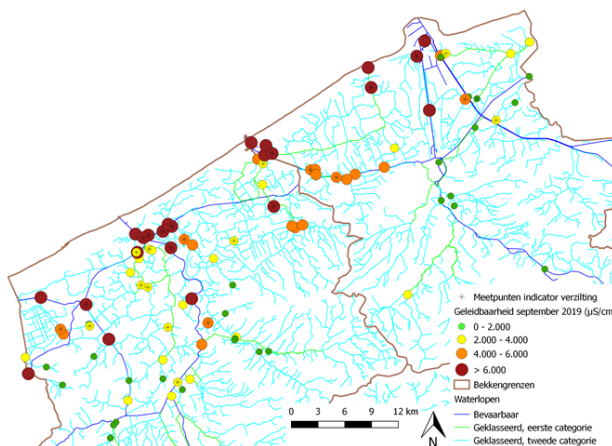 Meetpunten indicator verzilting
Geleidbaarheid september 2019 (µS/cm
0 - 2.000
2.000 - 4.000
4.000 - 6.000
> 6.000
Bekkengrenzen
Waterlopen
Bevaarbaar
Geklasseerd, eerste categorie
Geklasseerd, tweede categorie
0 3 6 9 12 km
N